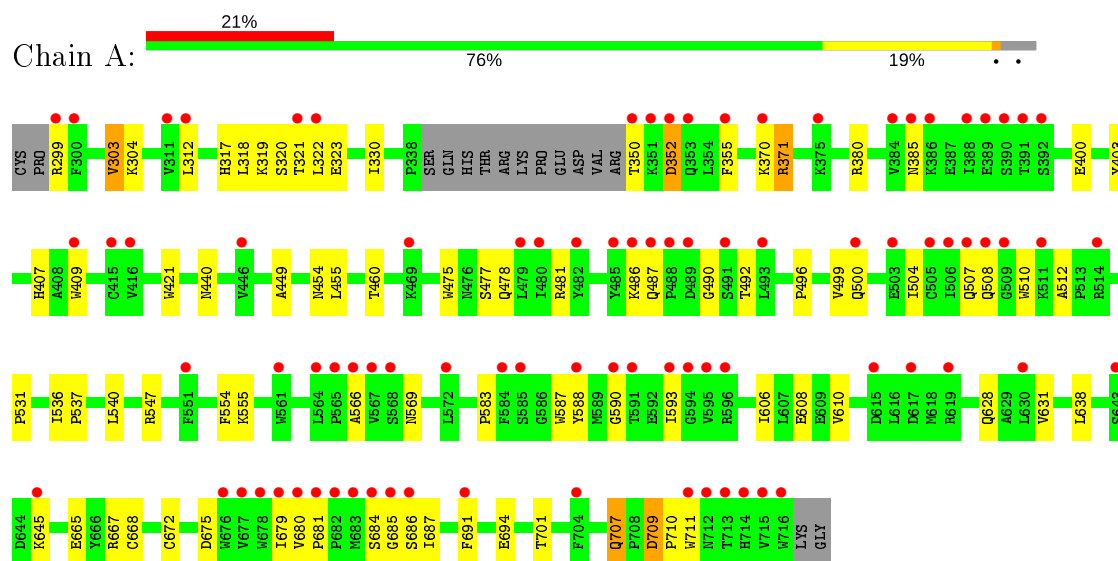 21%
Chain A:
76% 19% • •
CYS PRO R299 F300 V303 K304 V311 L312 H317 L318 K319 S320 T321 L322 E323 I330 P338 SER GLN HIS THR ARG LYS PRO GLU ASP VAL ARG T350 K351 D352 Q353 L354 F355 K370 R371 K375 R380 V384 N385 K386 E387 I388 E389 S390 T391 S392 E400
H407 A408 W409 C415 V416 W421 N440 V446 A449 N454 L455 T460 K469 W475 N476 S477 Q478 L479 I480 R481 Y482 Y485 K486 Q487 P488 D489 G490 S491 T492 L493 P496 V499 Q500 E503 I504 C505 I506 Q507 Q508 G509 W510 K511 A512 P513 R514
P531 I536 P537 L540 R547 F551 F554 K555 W561 L564 P565 A566 V567 S568 N569 L572 P583 F584 S585 G586 W587 Y588 M589 G590 T591 E592 I593 G594 V595 R596 I606 L607 E608 E609 V610 D615 L616 D617 M618 R619 Q628 A629 L630 V631 L638
D644 K645 E665 Y666 R667 C668 C672 D675 W676 V677 W678 I679 V680 P681 P682 M683 S684 G685 S686 I687 F691 E694 T701 F704 Q707 P708 D709 P710 W711 N712 T713 H714 V715 W716 LYS GLY